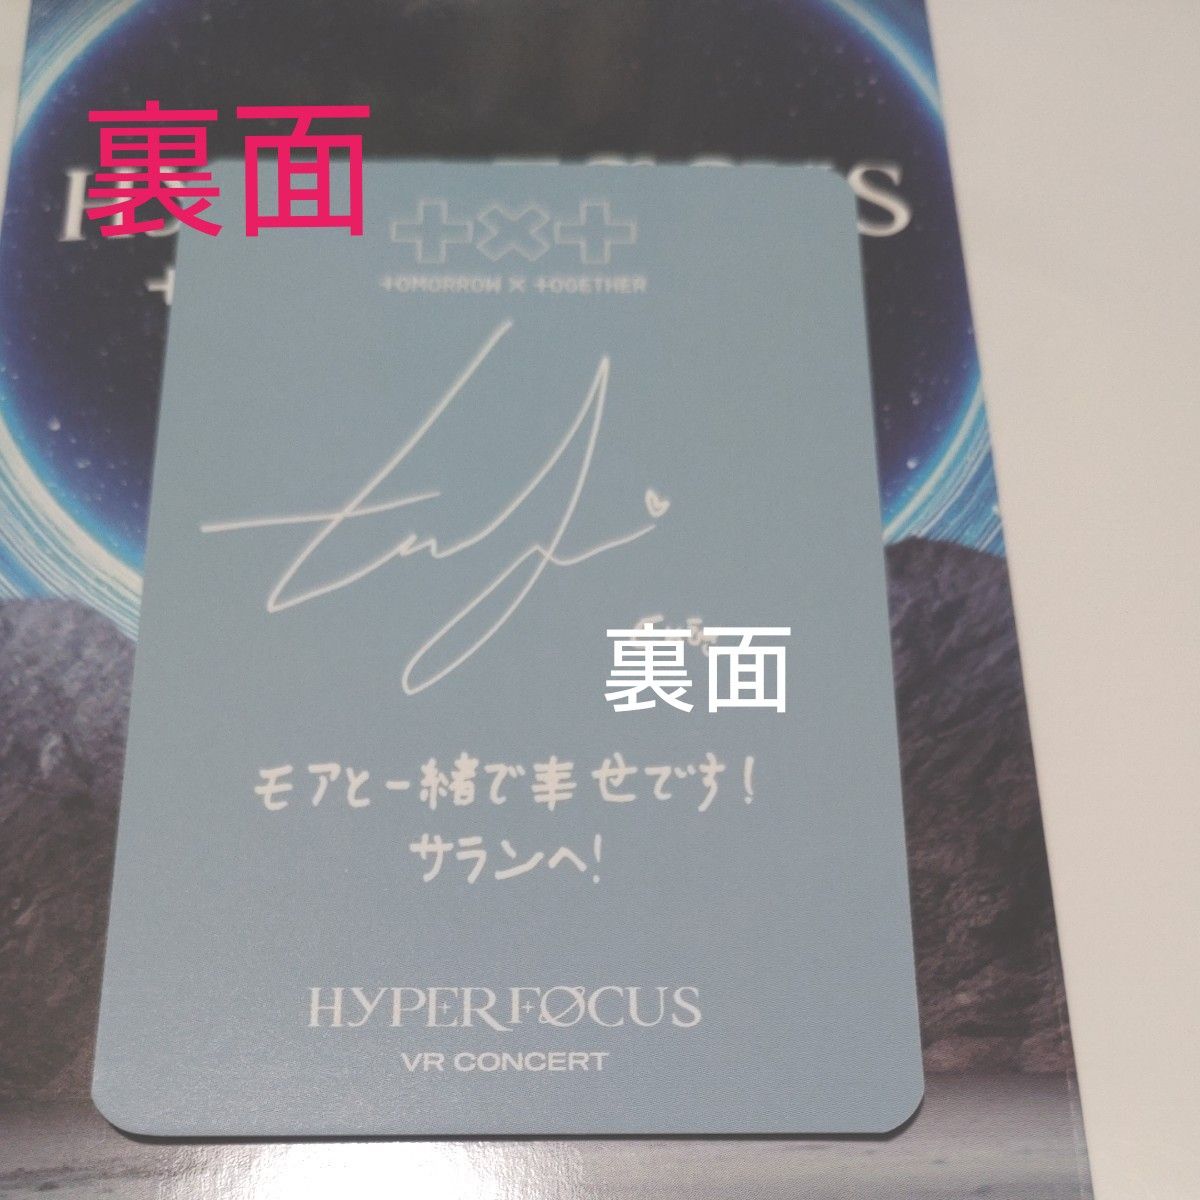 裏面
TXT
TOMORROW X TOGETHER
裏面
モアと一緒で幸せです!
サランへ!
HYPERFOCUS
VR CONCERT